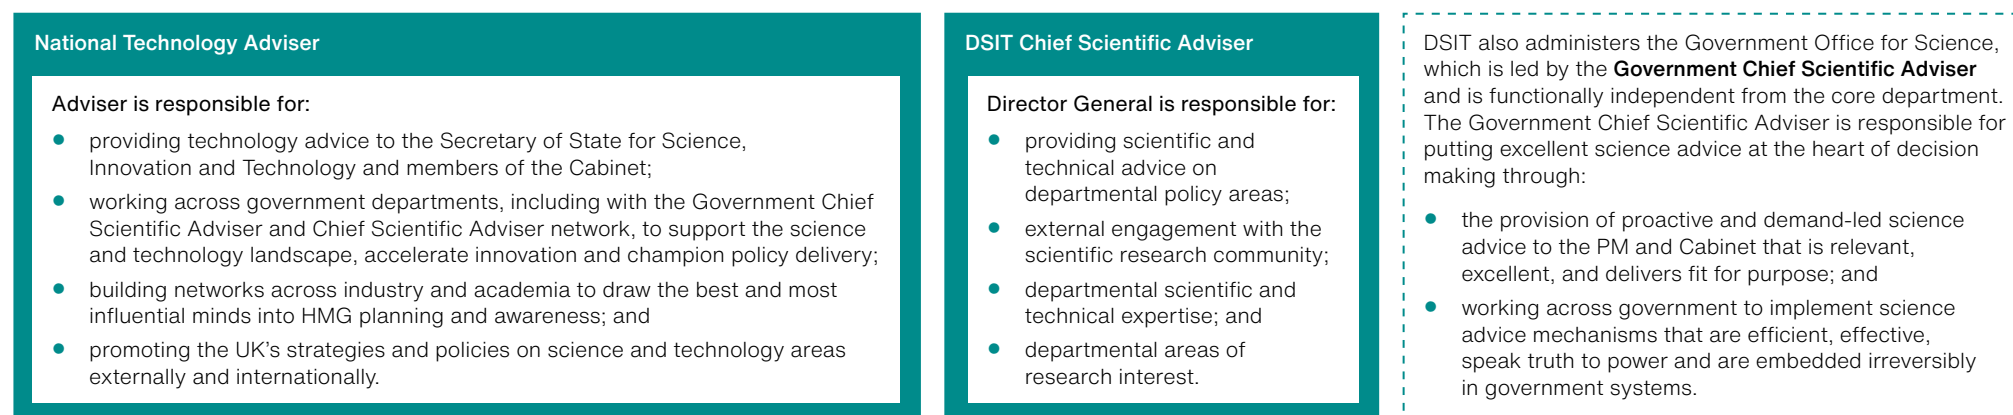 National Technology Adviser
Adviser is responsible for:
● providing technology advice to the Secretary of State for Science,
Innovation and Technology and members of the Cabinet;
● working across government departments, including with the Government Chief
Scientific Adviser and Chief Scientific Adviser network, to support the science
and technology landscape, accelerate innovation and champion policy delivery;
● building networks across industry and academia to draw the best and most
influential minds into HMG planning and awareness; and
● promoting the UK’s strategies and policies on science and technology areas
externally and internationally.
DSIT Chief Scientific Adviser
Director General is responsible for:
● providing scientific and
technical advice on
departmental policy areas;
● external engagement with the
scientific research community;
● departmental scientific and
technical expertise; and
● departmental areas of
research interest.
DSIT also administers the Government Office for Science,
which is led by the Government Chief Scientific Adviser
and is functionally independent from the core department.
The Government Chief Scientific Adviser is responsible for
putting excellent science advice at the heart of decision
making through:
● the provision of proactive and demand-led science
advice to the PM and Cabinet that is relevant,
excellent, and delivers fit for purpose; and
● working across government to implement science
advice mechanisms that are efficient, effective,
speak truth to power and are embedded irreversibly
in government systems.